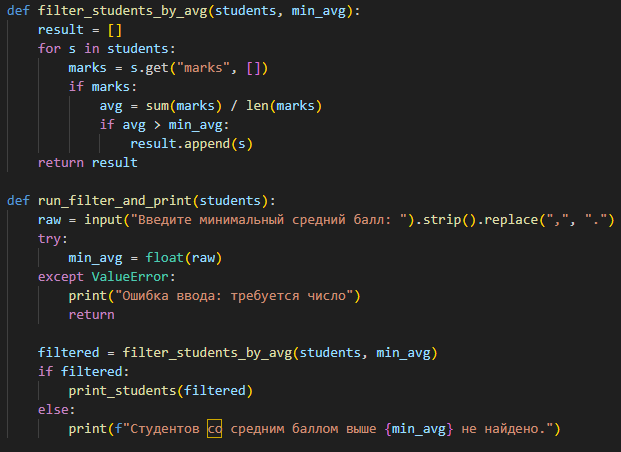 def filter_students_by_avg(students, min_avg):
    result = []
    for s in students:
        marks = s.get("marks", [])
        if marks:
            avg = sum(marks) / len(marks)
            if avg > min_avg:
                result.append(s)
    return result

def run_filter_and_print(students):
    raw = input("Введите минимальный средний балл: ").strip().replace(",", ".")
    try:
        min_avg = float(raw)
    except ValueError:
        print("Ошибка ввода: требуется число")
        return

    filtered = filter_students_by_avg(students, min_avg)
    if filtered:
        print_students(filtered)
    else:
        print(f"Студентов со средним баллом выше {min_avg} не найдено.")